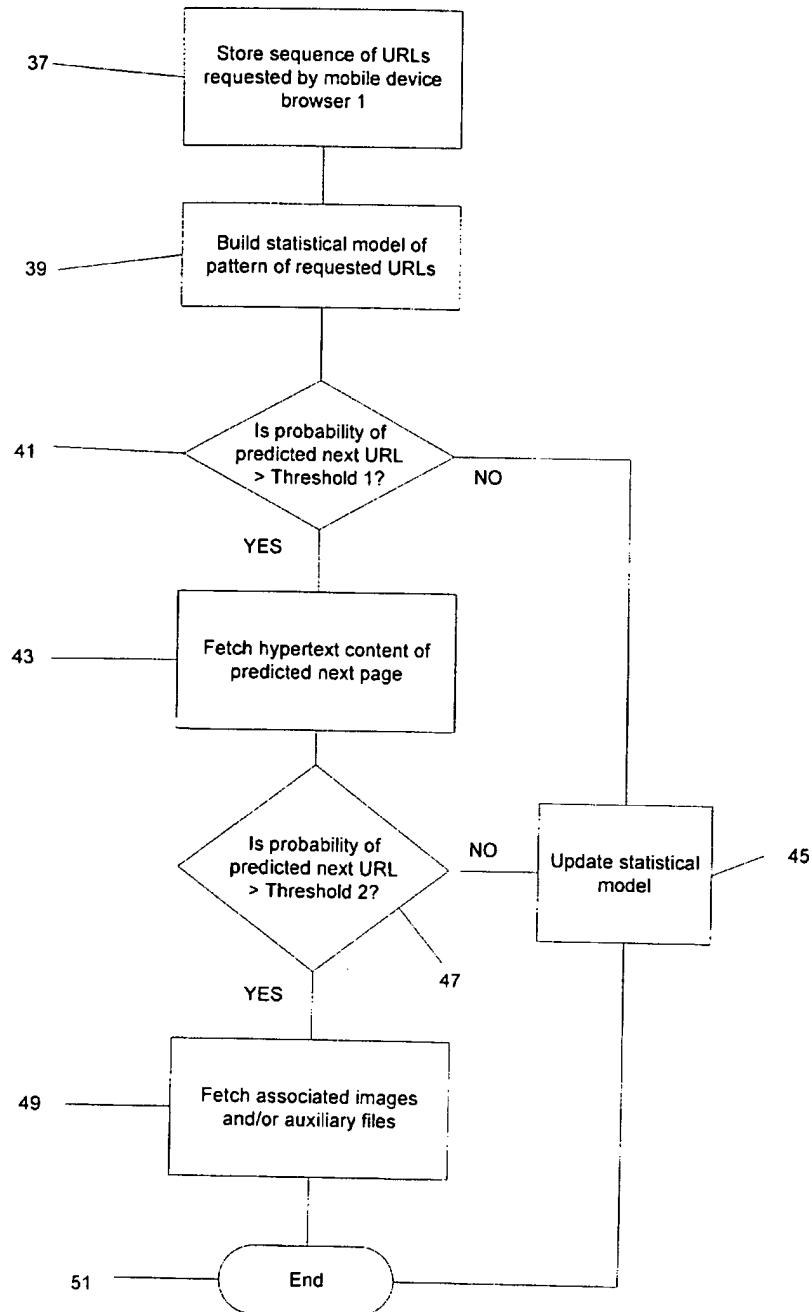 37
Store sequence of URLs
requested by mobile device
browser 1
39
Build statistical model of
pattern of requested URLs
41
Is probability of
predicted next URL
> Threshold 1?
NO
YES
43
Fetch hypertext content of
predicted next page
Is probability of
predicted next URL
> Threshold 2?
NO
Update statistical
model
45
47
YES
49
Fetch associated images
and/or auxiliary files
51
End